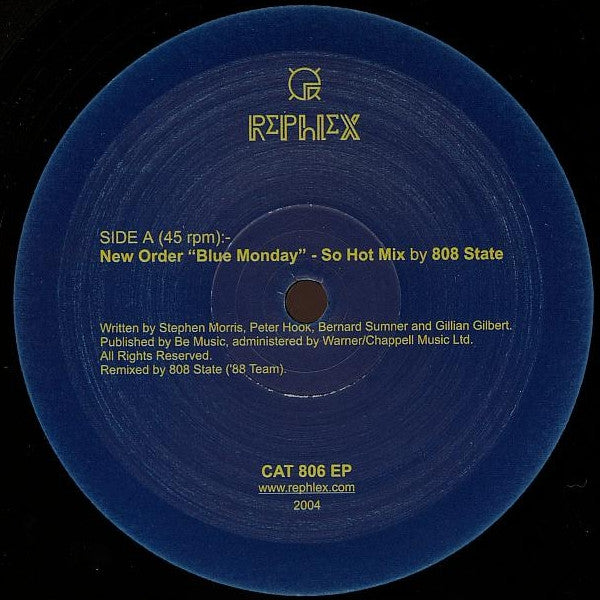 REPHLEX
SIDE A (45 rpm):-
New Order “Blue Monday” - So Hot Mix by 808 State
Written by Stephen Morris, Peter Hook, Bernard Sumner and Gillian Gilbert.
Published by Be Music, administered by Warner/Chappell Music Ltd.
All Rights Reserved.
Remixed by 808 State ('88 Team).
CAT 806 EP
www.rephlex.com
2004